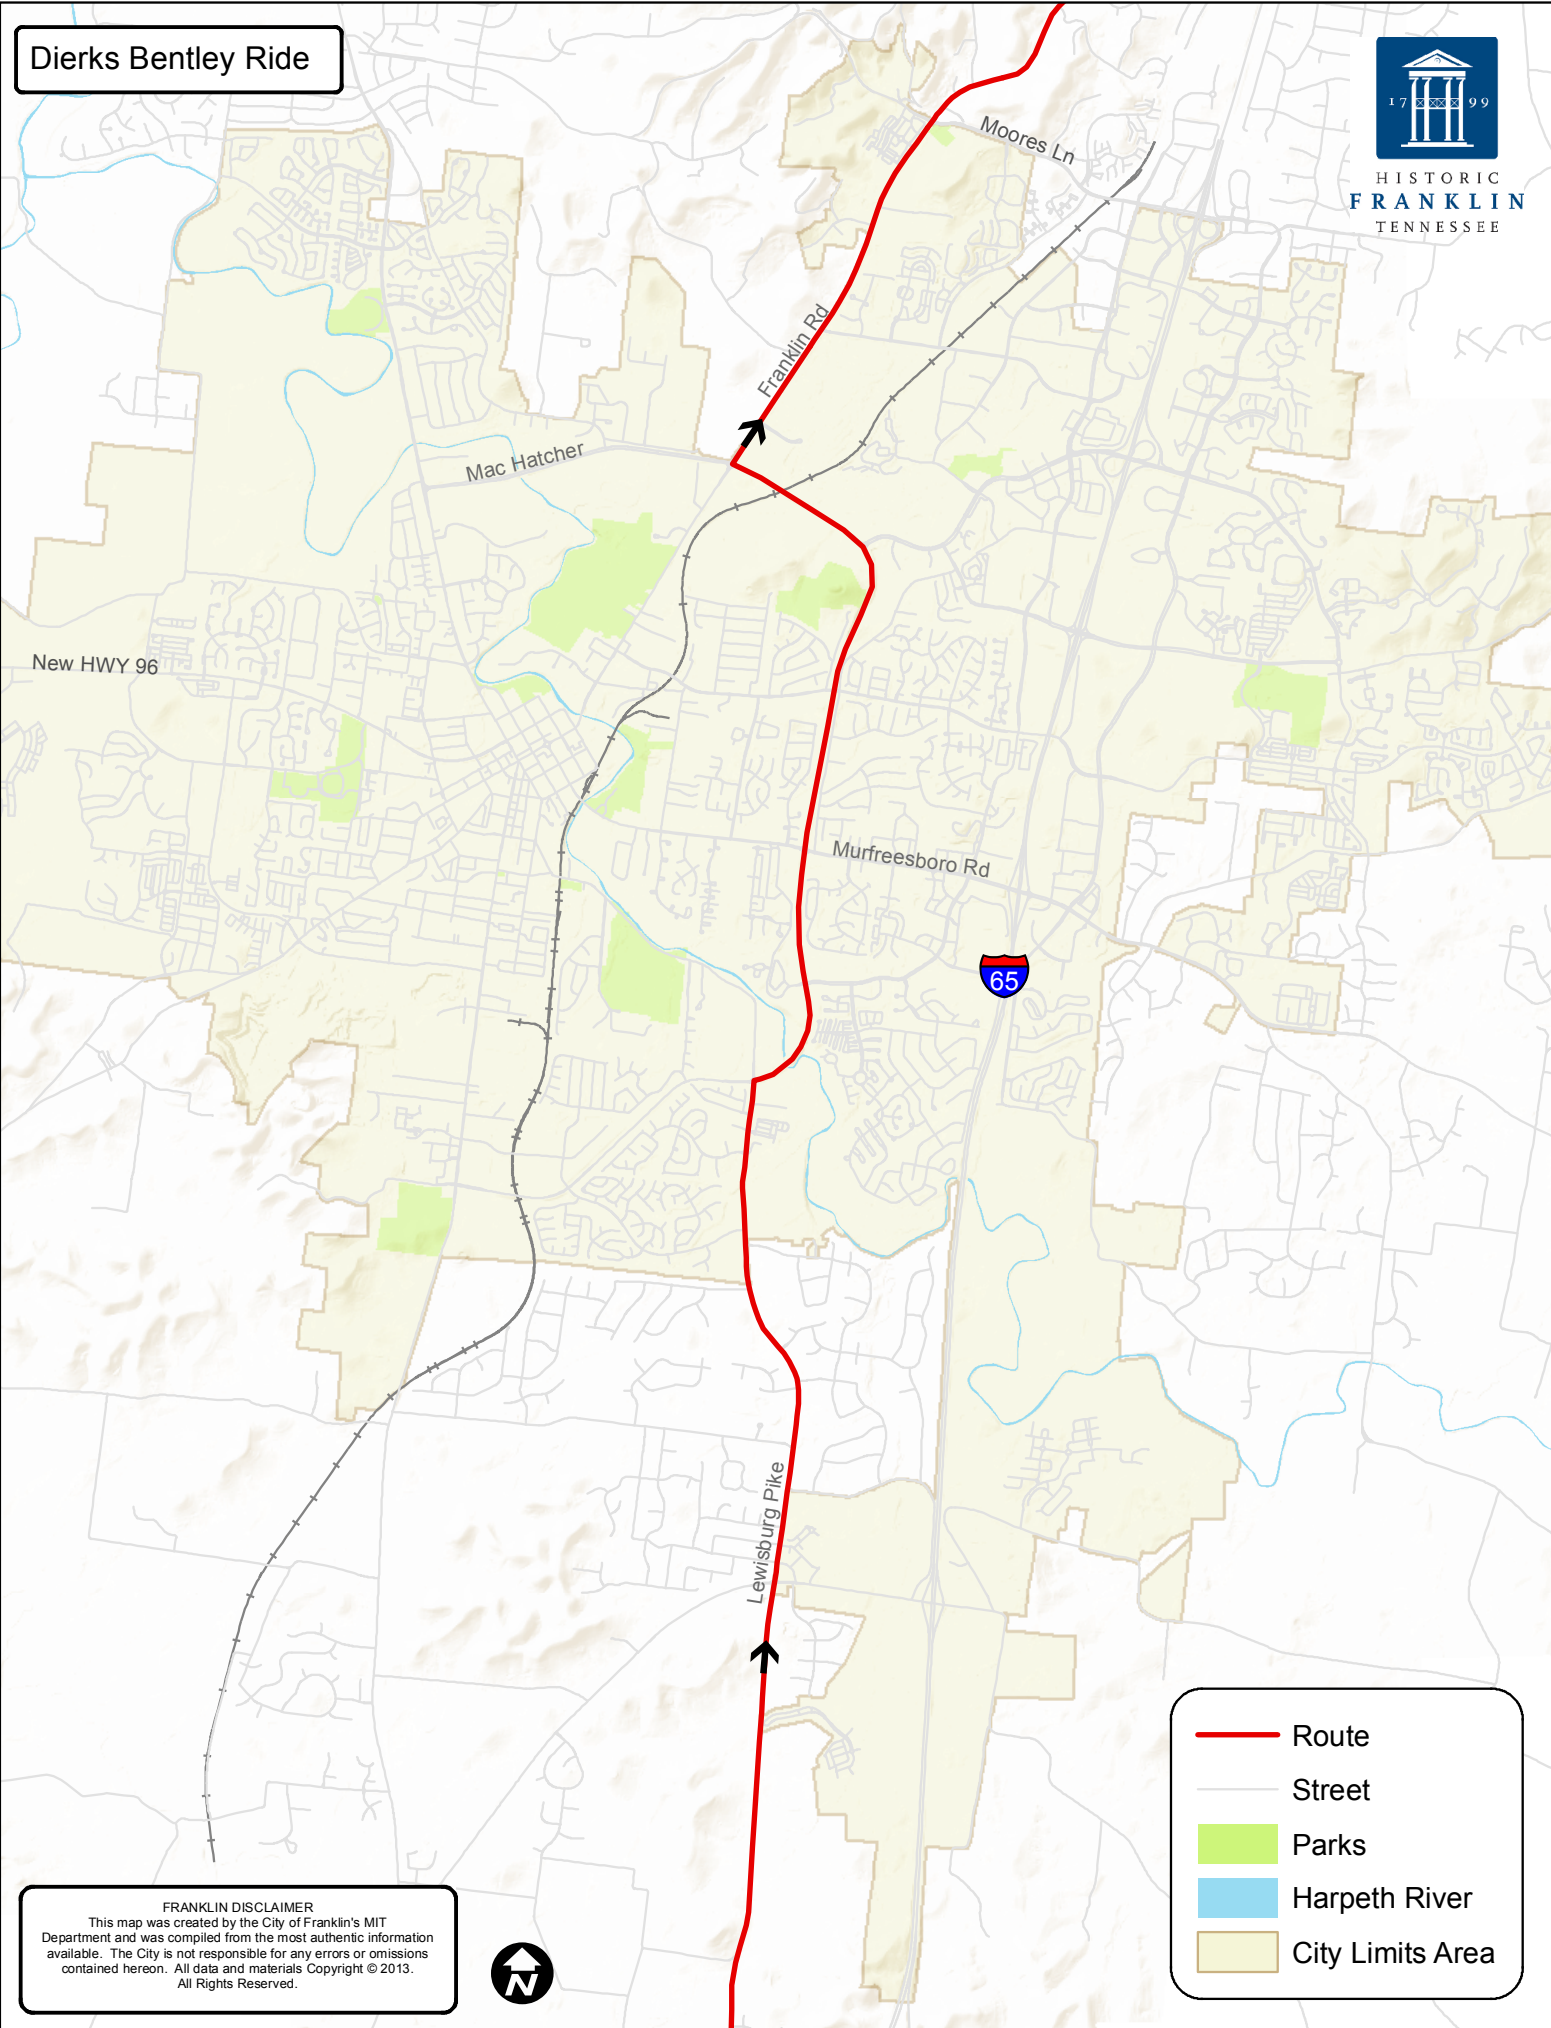 Dierks Bentley Ride
17 99
HISTORIC
FRANKLIN
TENNESSEE
Moores Ln
Franklin Rd
Mac Hatcher
New HWY 96
Murfreesboro Rd
65
Lewisburg Pike
Route
Street
Parks
Harpeth River
City Limits Area
FRANKLIN DISCLAIMER
This map was created by the City of Franklin's MIT
Department and was compiled from the most authentic information
available. The City is not responsible for any errors or omissions
contained hereon. All data and materials Copyright © 2013.
All Rights Reserved.
N